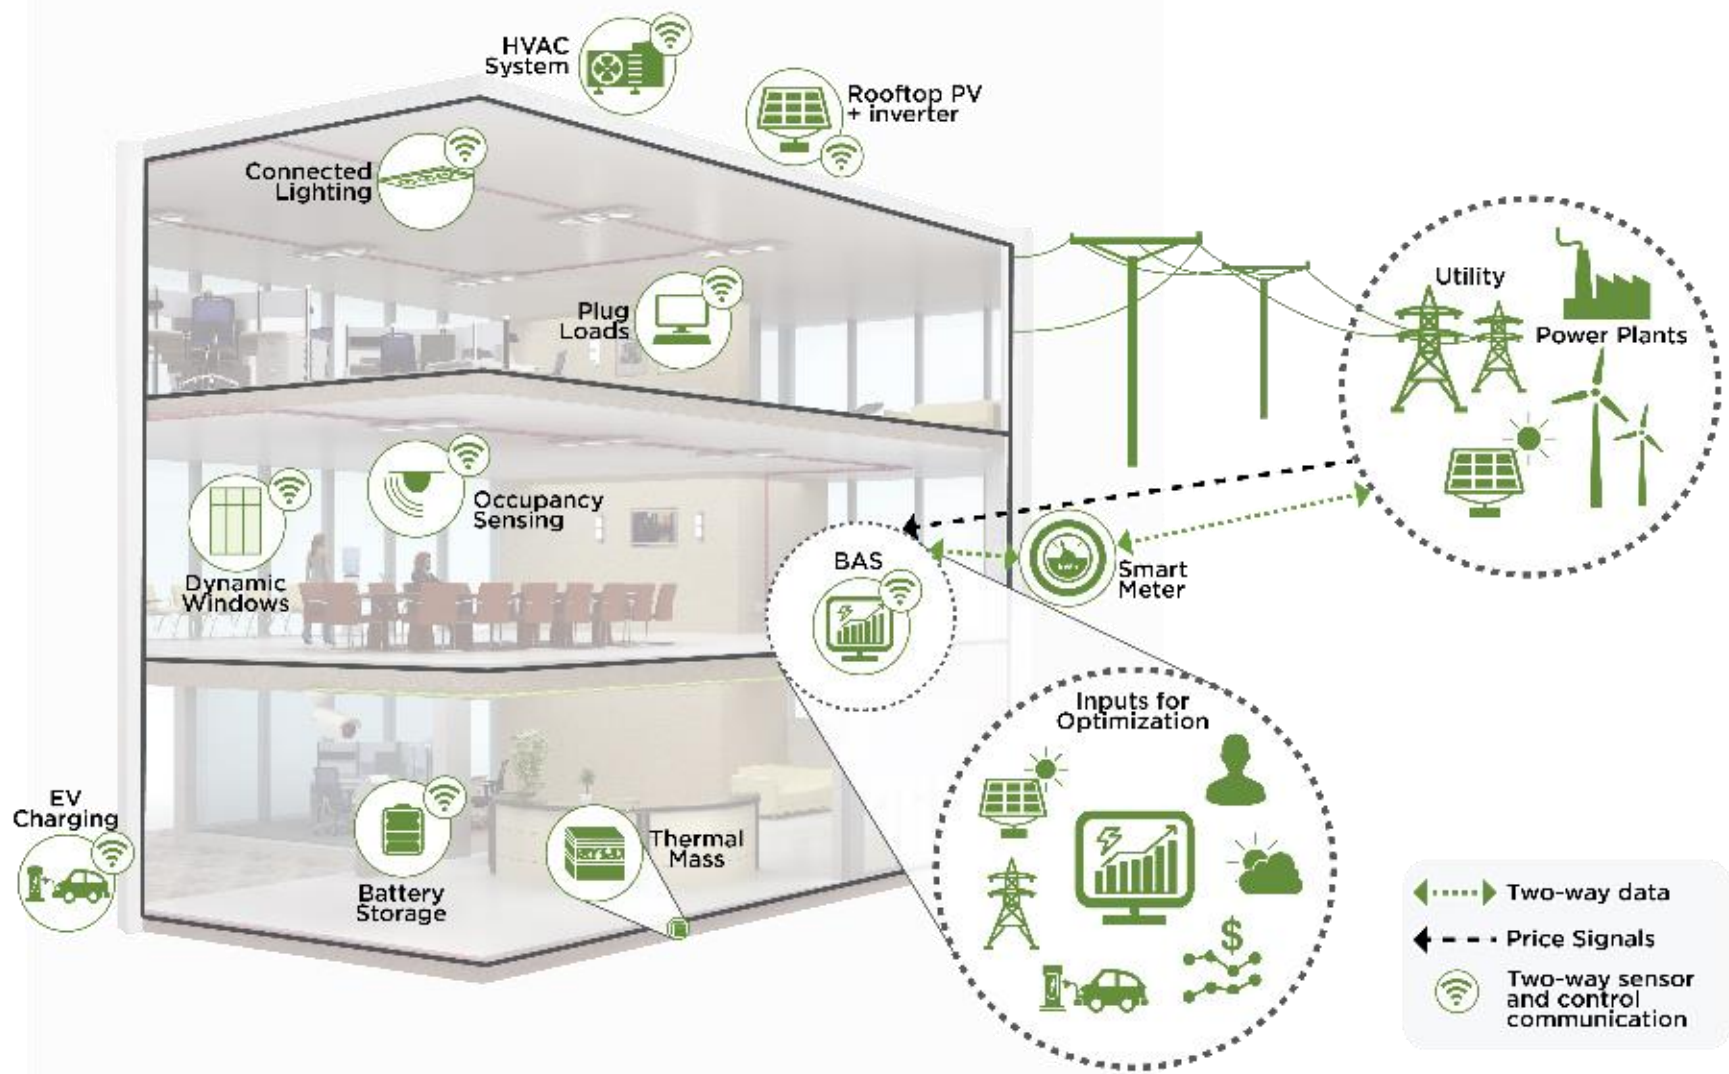 HVAC
System
Rooftop PV
+ inverter
Connected
Lighting
Plug
Loads
Utility
Power Plants
Occupancy
Sensing
Dynamic
Windows
BAS
Smart
Meter
Inputs for
Optimization
$
EV
Charging
Battery
Storage
Thermal
Mass
Two-way data
Price Signals
Two-way sensor
and control
communication